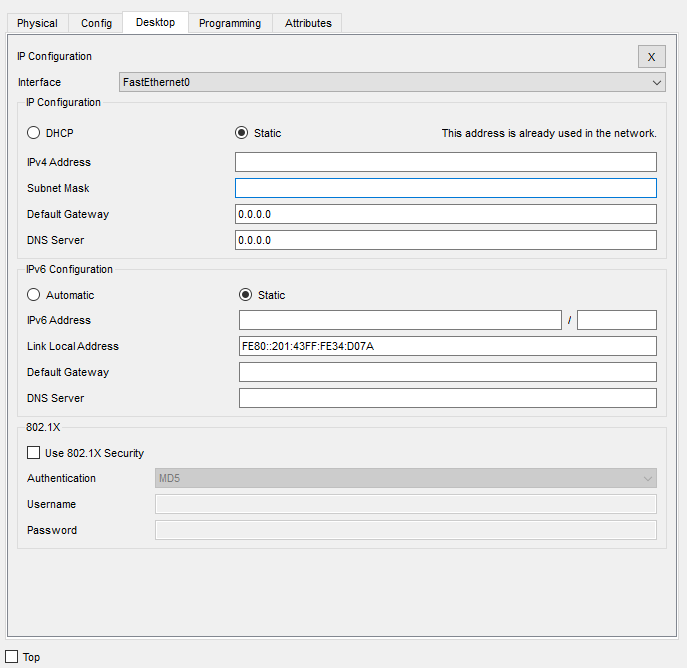 Physical Config Desktop Programming Attributes
IP Configuration X
Interface FastEthernet0
IP Configuration
DHCP Static This address is already used in the network.
IPv4 Address
Subnet Mask
Default Gateway 0.0.0.0
DNS Server 0.0.0.0
IPv6 Configuration
Automatic Static
IPv6 Address /
Link Local Address FE80::201:43FF:FE34:D07A
Default Gateway
DNS Server
802.1X
Use 802.1X Security
Authentication MD5
Username
Password
Top